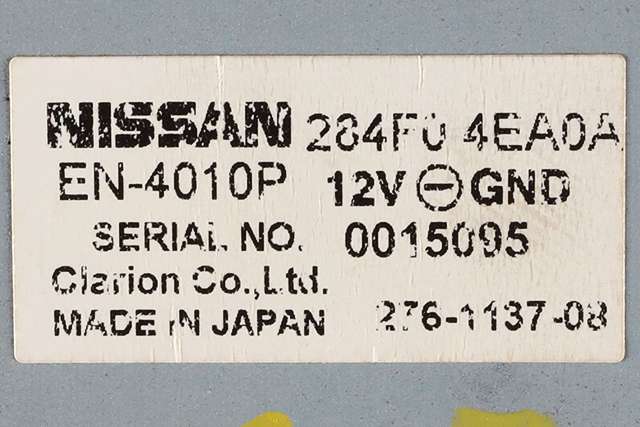 NISSAN 284F0 4EA0A
EN-4010P 12V ⊖ GND
SERIAL NO. 0015095
Clarion Co.,Ltd.
MADE IN JAPAN 276-1137-08